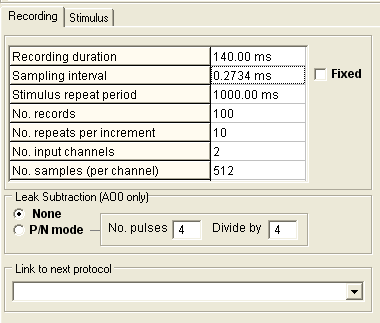 Recording Stimulus
Recording duration 140.00 ms
Sampling interval 0.2734 ms Fixed
Stimulus repeat period 1000.00 ms
No. records 100
No. repeats per increment 10
No. input channels 2
No. samples (per channel) 512
Leak Subtraction (AO0 only)
None
P/N mode No. pulses 4 Divide by 4
Link to next protocol